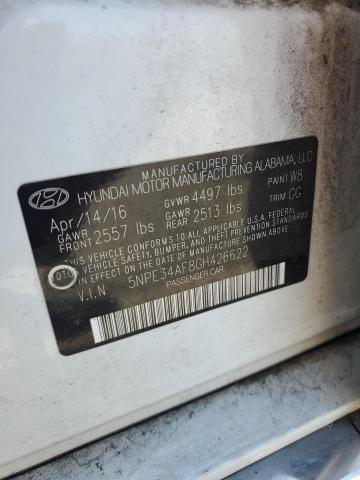 MANUFACTURED BY
HYUNDAI MOTOR MANUFACTURING ALABAMA, LLC
Apr/14/16 GVWR 4497 lbs PAINT W8
GAWR FRONT 2557 lbs GAWR REAR 2513 lbs TRIM GG
THIS VEHICLE CONFORMS TO ALL APPLICABLE U.S.A. FEDERAL
MOTOR VEHICLE SAFETY, BUMPER, AND THEFT PREVENTION STANDARDS
IN EFFECT ON THE DATE OF MANUFACTURE SHOWN ABOVE.
V.I.N. 5NPE34AF8GH426622
PASSENGER CAR